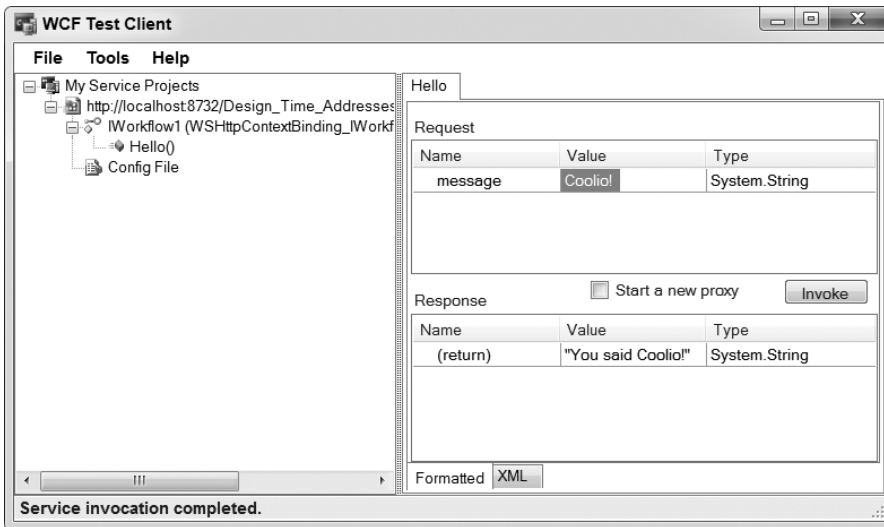 WCF Test Client
File Tools Help
My Service Projects
http://localhost:8732/Design_Time_Addresses
IWorkflow1 (WSHttpContextBinding_IWorkf
Hello()
Config File
Hello
Request
Name Value Type
message Coolio! System.String
Start a new proxy Invoke
Response
Name Value Type
(return) "You said Coolio!" System.String
Formatted XML
Service invocation completed.